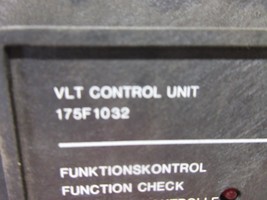 VLT CONTROL UNIT
175F1032
FUNKTIONSKONTROL
FUNCTION CHECK